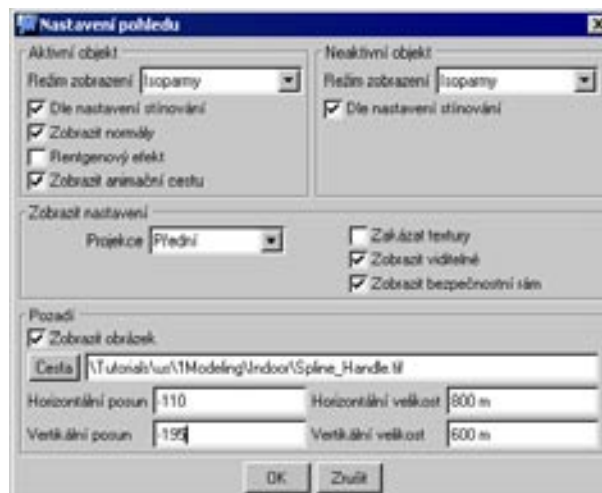 Nastavení pohledu
Aktivní objekt
Režim zobrazení Isoparmy
Dle nastavení stínování
Zobrazit normály
Rentgenový efekt
Zobrazit animační cestu
Neaktivní objekt
Režim zobrazení Isoparmy
Dle nastavení stínování
Zobrazit nastavení
Projekce Přední
Zakázat textury
Zobrazit viditelné
Zobrazit bezpečnostní rám
Pozadí
Zobrazit obrázek
Cesta \Tutorials\us\1Modeling\Indoor\Spline_Handle.tif
Horizontální posun -110 Horizontální velikost 800 m
Vertikální posun -195 Vertikální velikost 600 m
OK Zrušit